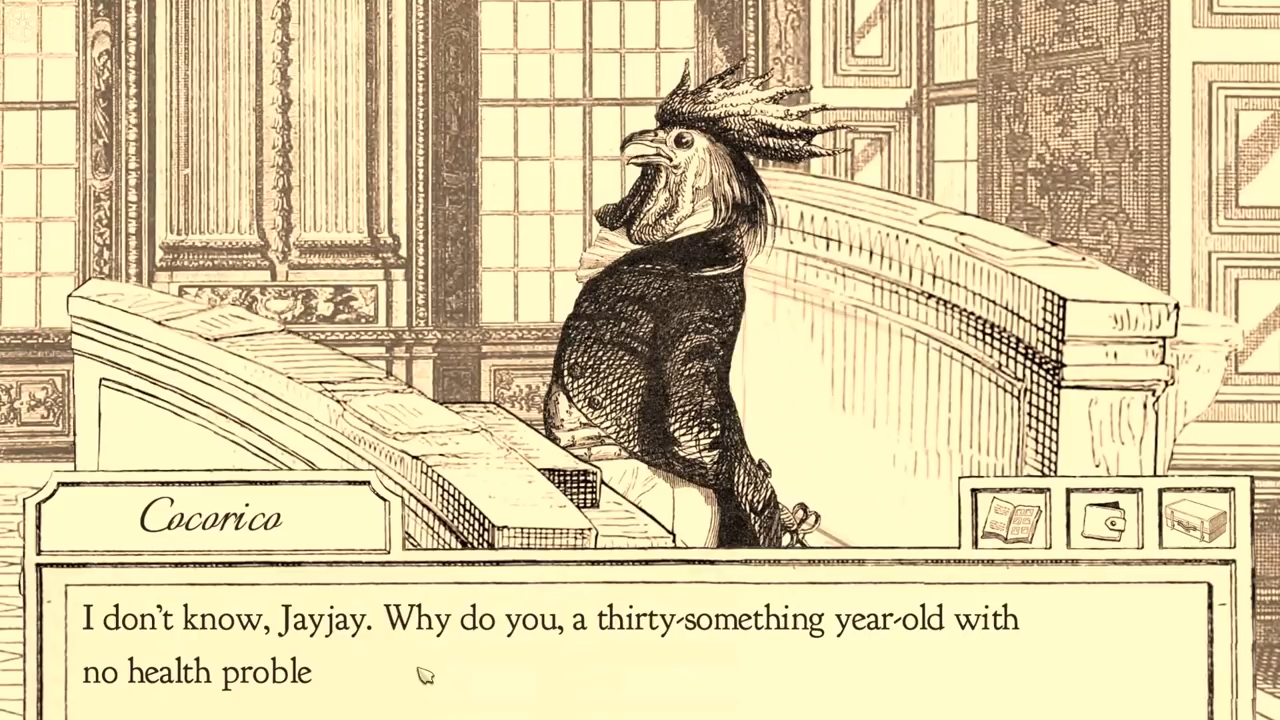 Cocorico
I don't know, Jayjay. Why do you, a thirty-something year-old with
no health proble